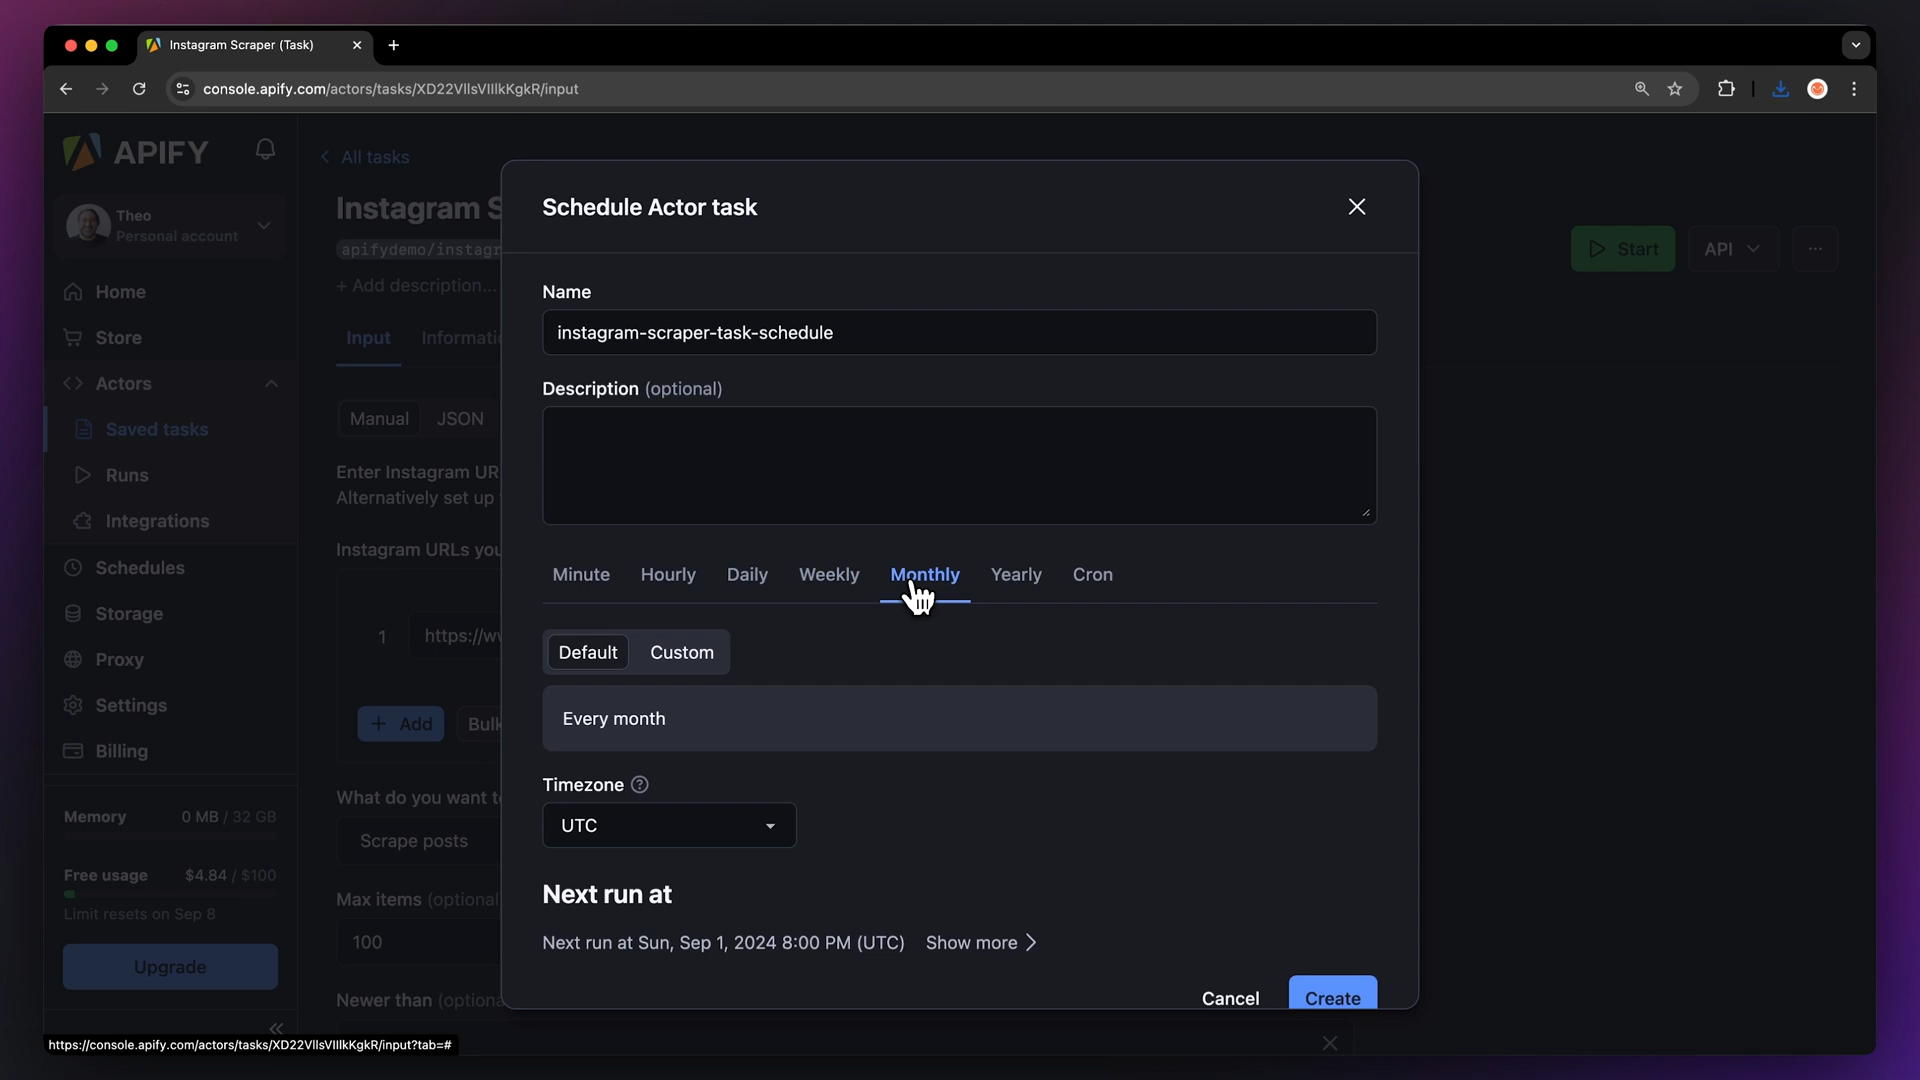 Instagram Scraper (Task)
console.apify.com/actors/tasks/XD22VIlsVIIlkKgkR/input
APIFY
Theo
Personal account
Home
Store
Actors
Saved tasks
Runs
Integrations
Schedules
Storage
Proxy
Settings
Billing
Memory 0 MB / 32 GB
Free usage $4.84 / $100
Limit resets on Sep 8
Upgrade
All tasks
Instagram S
apifydemo/instagr
+ Add description...
Input Informatio
Manual JSON
Enter Instagram UR
Alternatively set up
Instagram URLs you
1 https://ww
+ Add Bulk
What do you want to
Scrape posts
Max items (optional
100
Newer than (optiona
Start API ...
Schedule Actor task
Name
instagram-scraper-task-schedule
Description (optional)
Minute Hourly Daily Weekly Monthly Yearly Cron
Default Custom
Every month
Timezone
UTC
Next run at
Next run at Sun, Sep 1, 2024 8:00 PM (UTC) Show more
Cancel Create
https://console.apify.com/actors/tasks/XD22VIlsVIIlkKgkR/input?tab=#